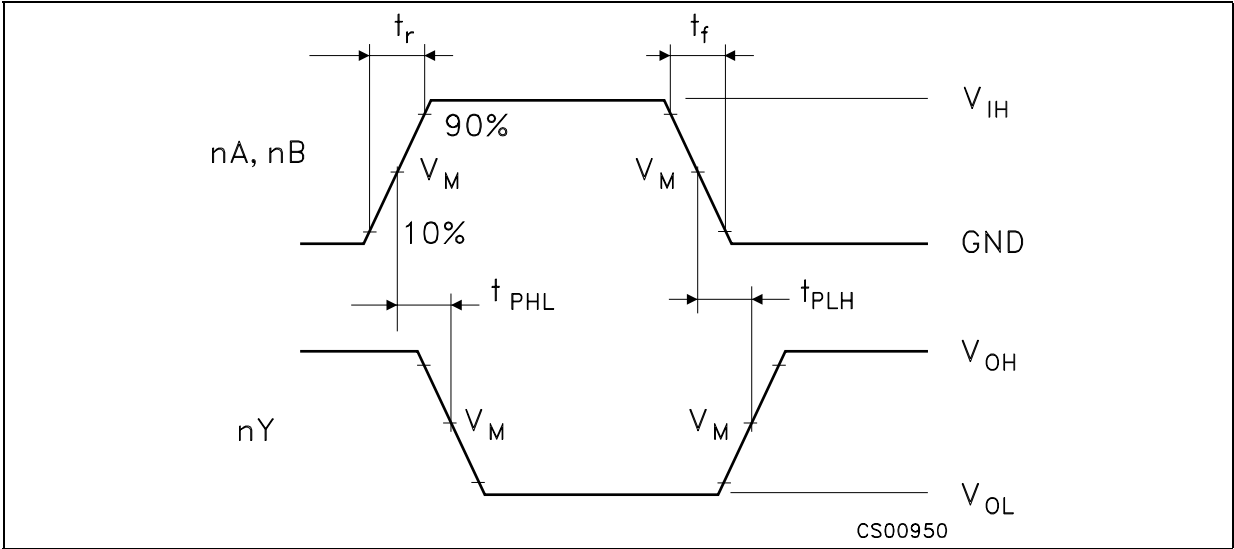 tr tf
VIH
90%
nA, nB
VM VM
10%
GND
tPHL tPLH
VOH
VM VM
nY
VOL
CS00950